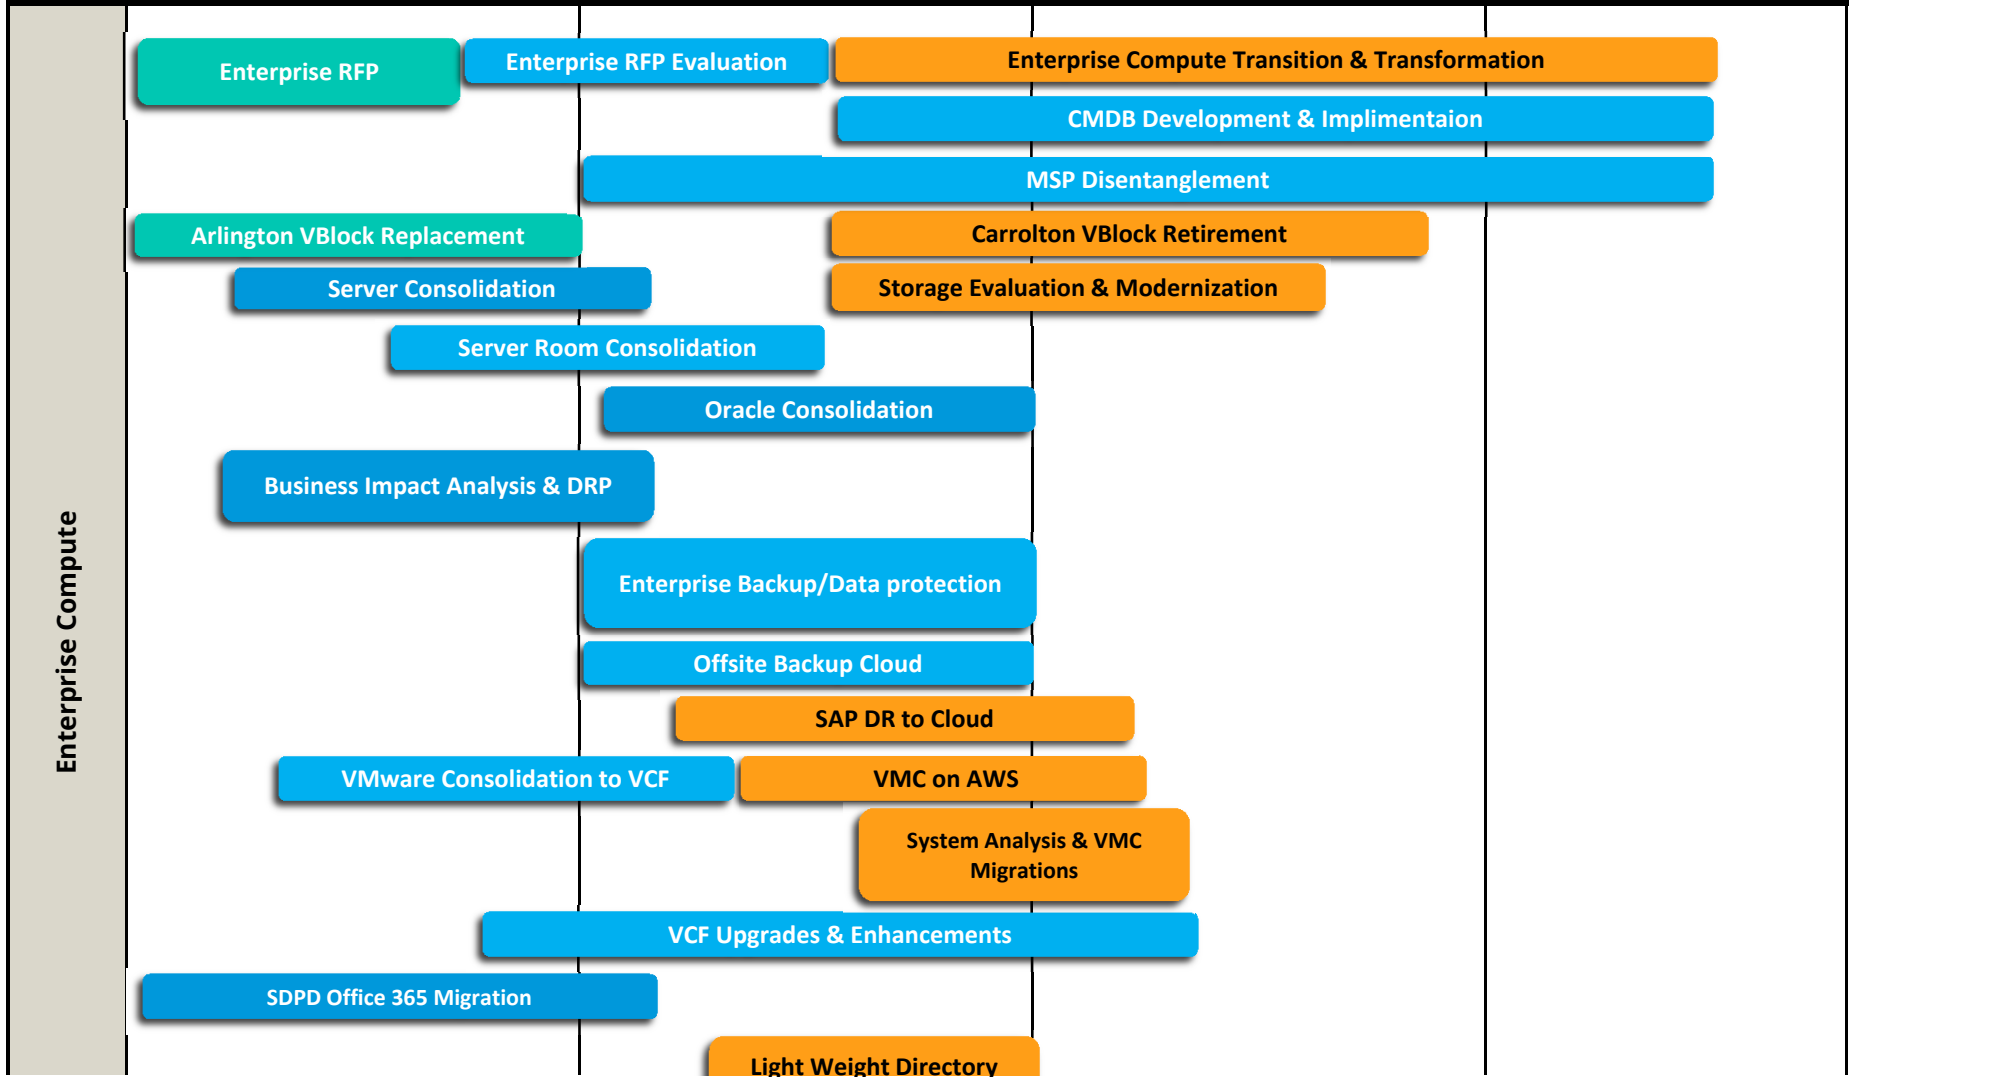 Enterprise RFP
Enterprise RFP Evaluation
Enterprise Compute Transition & Transformation
CMDB Development & Implimentaion
MSP Disentanglement
Arlington VBlock Replacement
Carrolton VBlock Retirement
Server Consolidation
Storage Evaluation & Modernization
Server Room Consolidation
Oracle Consolidation
Business Impact Analysis & DRP
Enterprise Compute
Enterprise Backup/Data protection
Offsite Backup Cloud
SAP DR to Cloud
VMware Consolidation to VCF
VMC on AWS
System Analysis & VMC
Migrations
VCF Upgrades & Enhancements
SDPD Office 365 Migration
Light Weight Directory